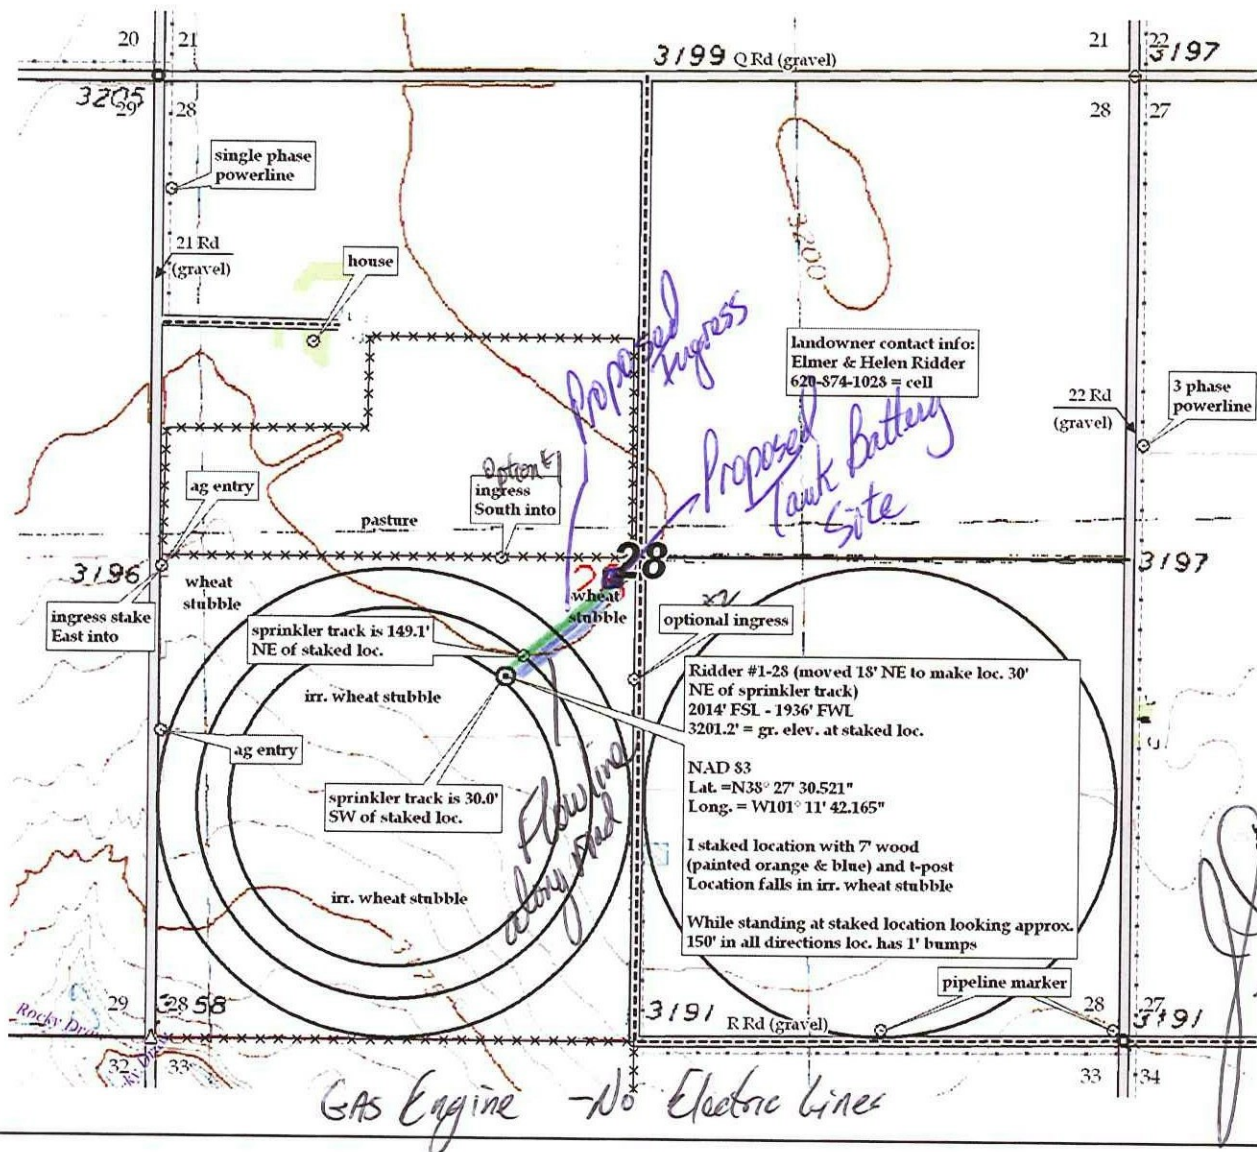 20 21
3199 Q Rd (gravel)
21 22
3197
3205
29 28
28 27
single phase
powerline
21 Rd
(gravel)
house
3200
Proposed
Ingress
landowner contact info:
Elmer & Helen Ridder
620-874-1028 = cell
22 Rd
(gravel)
3 phase
powerline
Proposed
Tank Battery
Site
Option #1
ingress
South into
ag entry
pasture
28
3196
3197
wheat
stubble
wheat
stubble
ingress stake
East into
sprinkler track is 149.1'
NE of staked loc.
optional ingress
irr. wheat stubble
Ridder #1-28 (moved 18' NE to make loc. 30'
NE of sprinkler track)
2014' FSL - 1936' FWL
3201.2' = gr. elev. at staked loc.
NAD 83
Lat. =N38° 27' 30.521"
Long. = W101° 11' 42.165"
I staked location with 7' wood
(painted orange & blue) and t-post
Location falls in irr. wheat stubble
While standing at staked location looking approx.
150' in all directions loc. has 1' bumps
ag entry
sprinkler track is 30.0'
SW of staked loc.
Flowline
along road
irr. wheat stubble
pipeline marker
29 28
3191
R Rd (gravel)
28 27
3191
Rocky Draw
32 33
33 34
GAS Engine - No Electric Lines